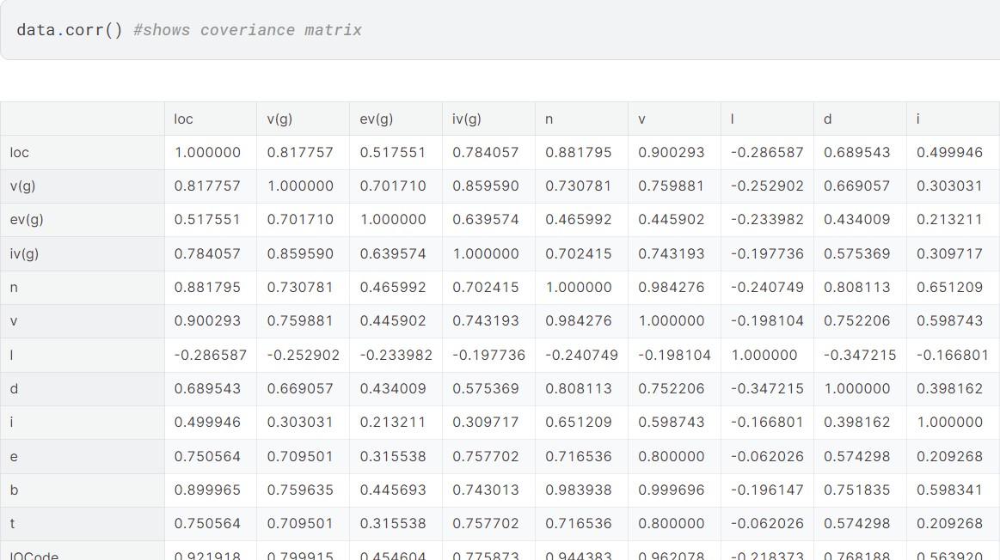 data.corr() #shows coveriance matrix
loc v(g) ev(g) iv(g) n v l d i
loc 1.000000 0.817757 0.517551 0.784057 0.881795 0.900293 -0.286587 0.689543 0.499946
v(g) 0.817757 1.000000 0.701710 0.859590 0.730781 0.759881 -0.252902 0.669057 0.303031
ev(g) 0.517551 0.701710 1.000000 0.639574 0.465992 0.445902 -0.233982 0.434009 0.213211
iv(g) 0.784057 0.859590 0.639574 1.000000 0.702415 0.743193 -0.197736 0.575369 0.309717
n 0.881795 0.730781 0.465992 0.702415 1.000000 0.984276 -0.240749 0.808113 0.651209
v 0.900293 0.759881 0.445902 0.743193 0.984276 1.000000 -0.198104 0.752206 0.598743
l -0.286587 -0.252902 -0.233982 -0.197736 -0.240749 -0.198104 1.000000 -0.347215 -0.166801
d 0.689543 0.669057 0.434009 0.575369 0.808113 0.752206 -0.347215 1.000000 0.398162
i 0.499946 0.303031 0.213211 0.309717 0.651209 0.598743 -0.166801 0.398162 1.000000
e 0.750564 0.709501 0.315538 0.757702 0.716536 0.800000 -0.062026 0.574298 0.209268
b 0.899965 0.759635 0.445693 0.743013 0.983938 0.999696 -0.196147 0.751835 0.598341
t 0.750564 0.709501 0.315538 0.757702 0.716536 0.800000 -0.062026 0.574298 0.209268
lOCode 0.921918 0.799915 0.454604 0.775873 0.944383 0.962078 -0.218373 0.768188 0.563920